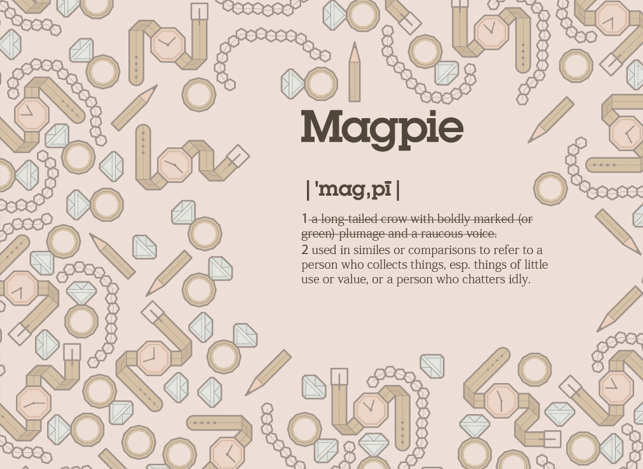 Magpie
| 'mag,pī |
1 a long-tailed crow with boldly marked (or
green) plumage and a raucous voice.
2 used in similes or comparisons to refer to a
person who collects things, esp. things of little
use or value, or a person who chatters idly.